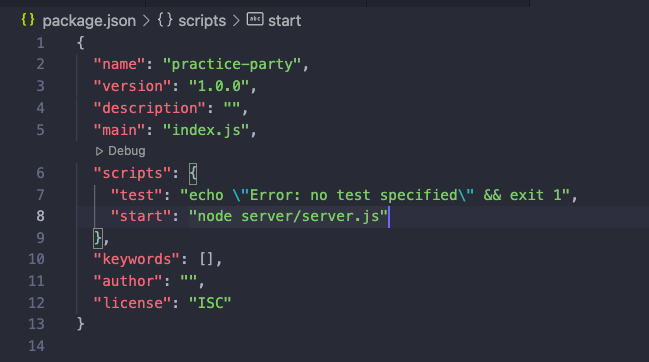 {} package.json > {} scripts > abc start
1 {
2 "name": "practice-party",
3 "version": "1.0.0",
4 "description": "",
5 "main": "index.js",
Debug
6 "scripts": {
7 "test": "echo \"Error: no test specified\" && exit 1",
8 "start": "node server/server.js"
9 },
10 "keywords": [],
11 "author": "",
12 "license": "ISC"
13 }
14